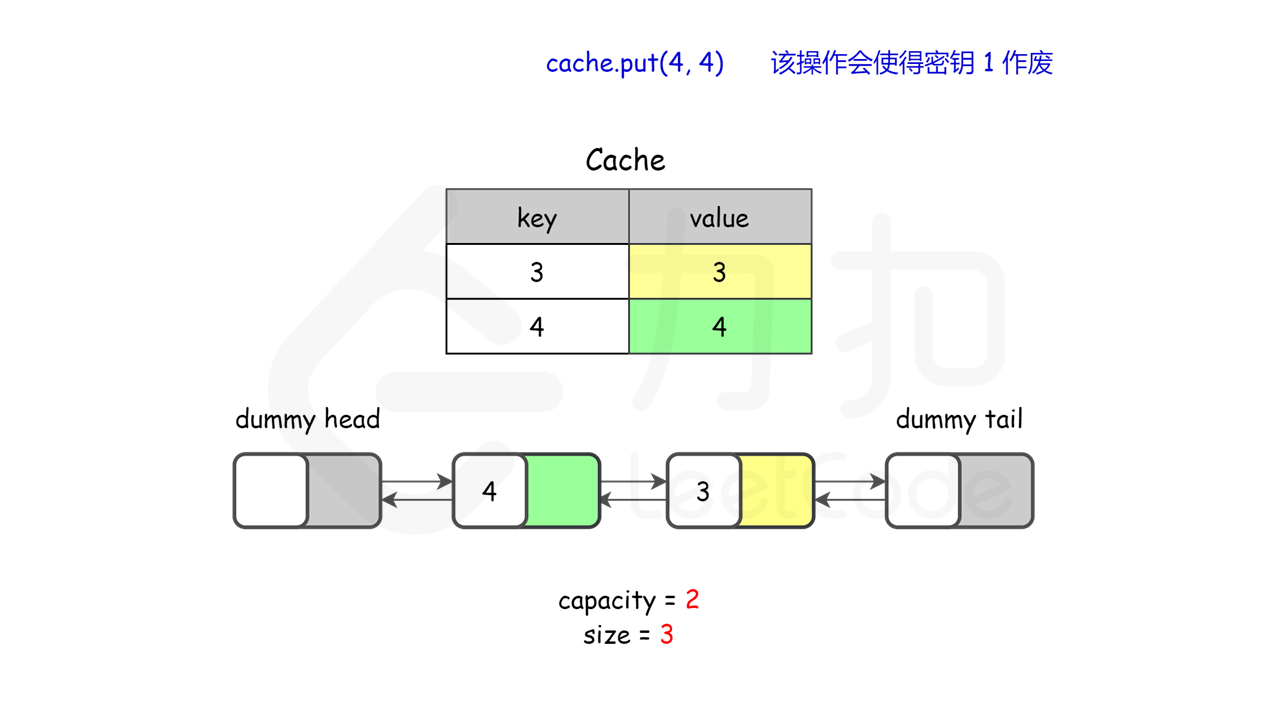 cache.put(4, 4) 该操作会使得密钥 1 作废
Cache
key value
3 3
4 4
力扣
dummy head dummy tail
4 3
LeetCode
capacity = 2
size = 3